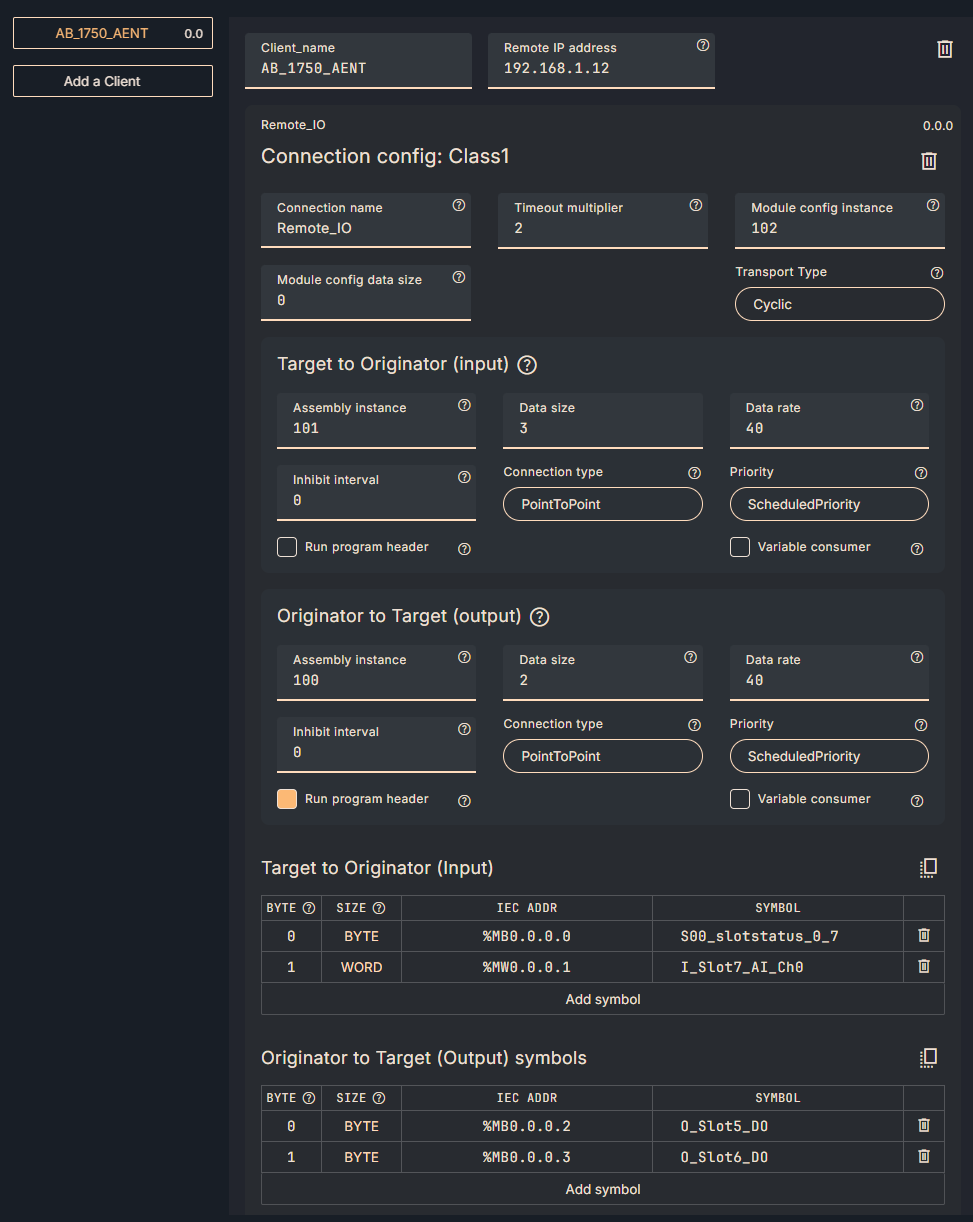 AB_1750_AENT 0.0
Add a Client
Client_name
AB_1750_AENT
Remote IP address
192.168.1.12
Remote_IO 0.0.0
Connection config: Class1
Connection name
Remote_IO
Timeout multiplier
2
Module config instance
102
Module config data size
0
Transport Type
Cyclic
Target to Originator (input)
Assembly instance
101
Data size
3
Data rate
40
Inhibit interval
0
Connection type
PointToPoint
Priority
ScheduledPriority
Run program header
Variable consumer
Originator to Target (output)
Assembly instance
100
Data size
2
Data rate
40
Inhibit interval
0
Connection type
PointToPoint
Priority
ScheduledPriority
Run program header
Variable consumer
Target to Originator (Input)
BYTE SIZE IEC ADDR SYMBOL
0 BYTE %MB0.0.0.0 S00_slotstatus_0_7
1 WORD %MW0.0.0.1 I_Slot7_AI_Ch0
Add symbol
Originator to Target (Output) symbols
BYTE SIZE IEC ADDR SYMBOL
0 BYTE %MB0.0.0.2 O_Slot5_DO
1 BYTE %MB0.0.0.3 O_Slot6_DO
Add symbol